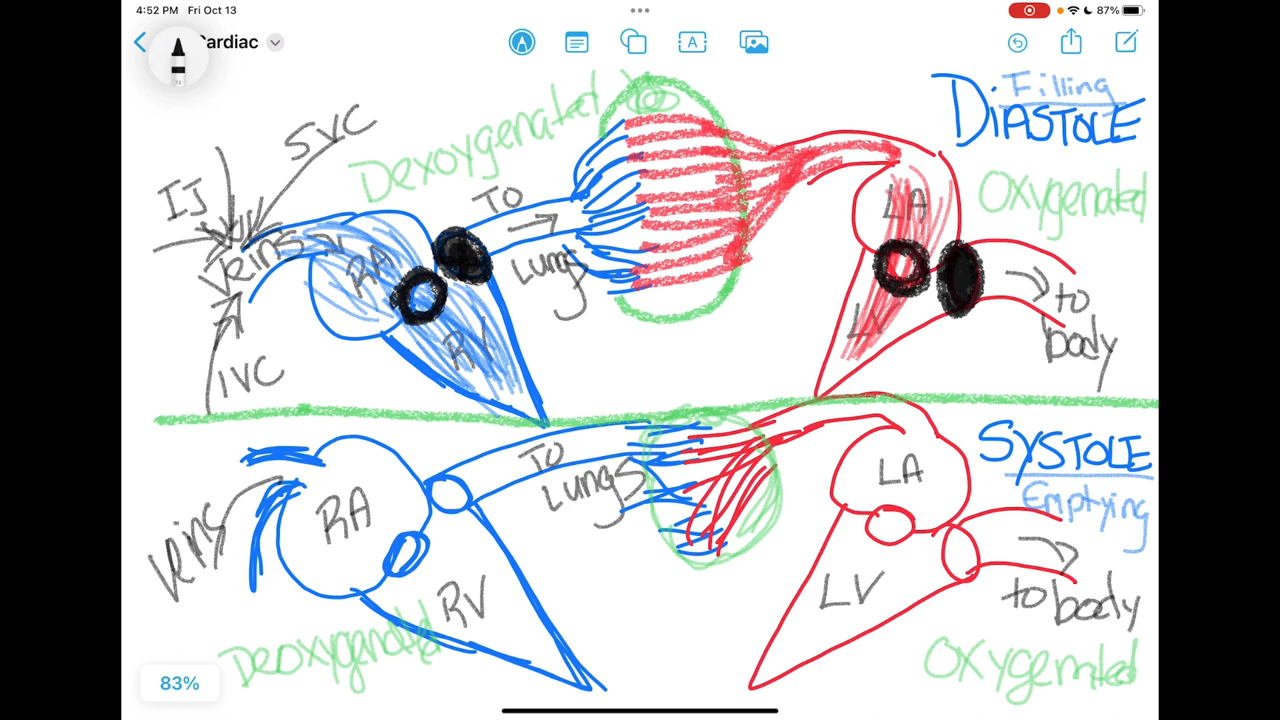 4:52 PM Fri Oct 13
87%
Cardiac
Filling
DIASTOLE
SVC
Dexoygenated
IJ
TO
Oxygenated
LA
Veins
RA
Lungs
to
body
LV
RV
IVC
SYSTOLE
TO
Lungs
LA
Emptying
RA
Veins
LV
RV
to body
Deoxygenated
Oxygenated
83%